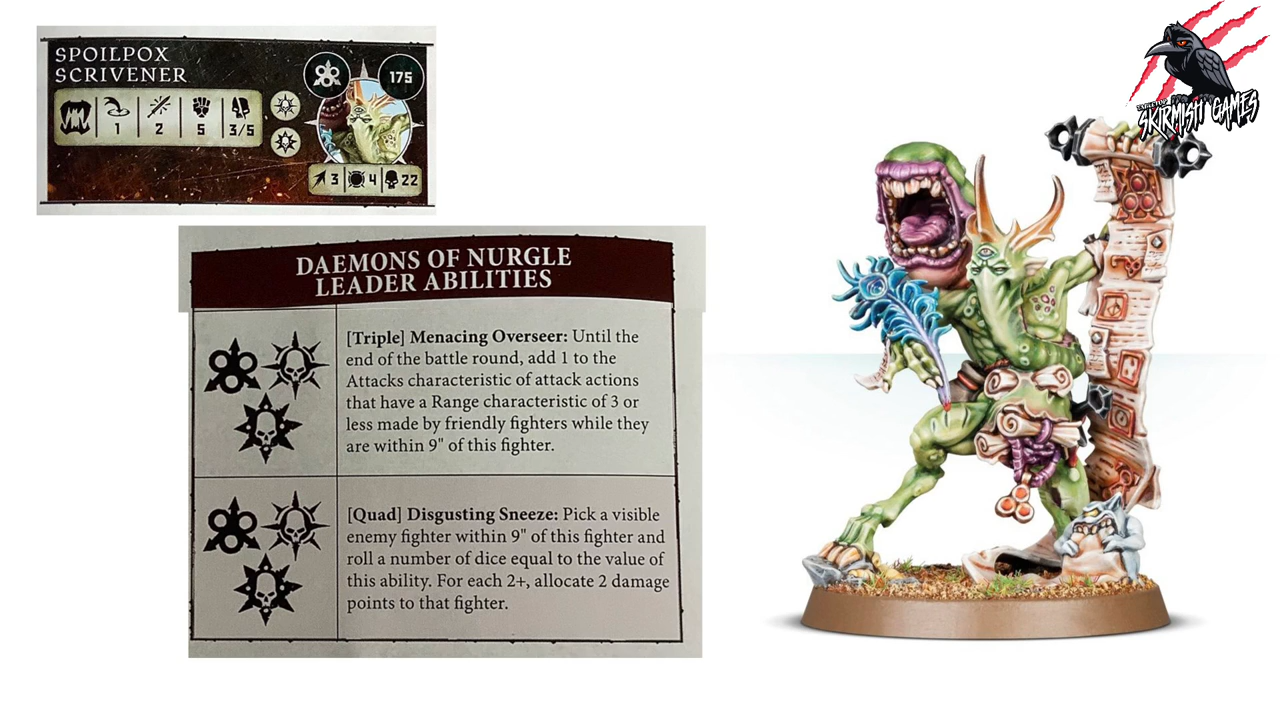 SPOILPOX
SCRIVENER
175
1 2 5 3/5
3 4 22
DAEMONS OF NURGLE
LEADER ABILITIES
[Triple] Menacing Overseer: Until the
end of the battle round, add 1 to the
Attacks characteristic of attack actions
that have a Range characteristic of 3 or
less made by friendly fighters while they
are within 9" of this fighter.
[Quad] Disgusting Sneeze: Pick a visible
enemy fighter within 9" of this fighter and
roll a number of dice equal to the value of
this ability. For each 2+, allocate 2 damage
points to that fighter.
TABLETOP
SKIRMISH GAMES